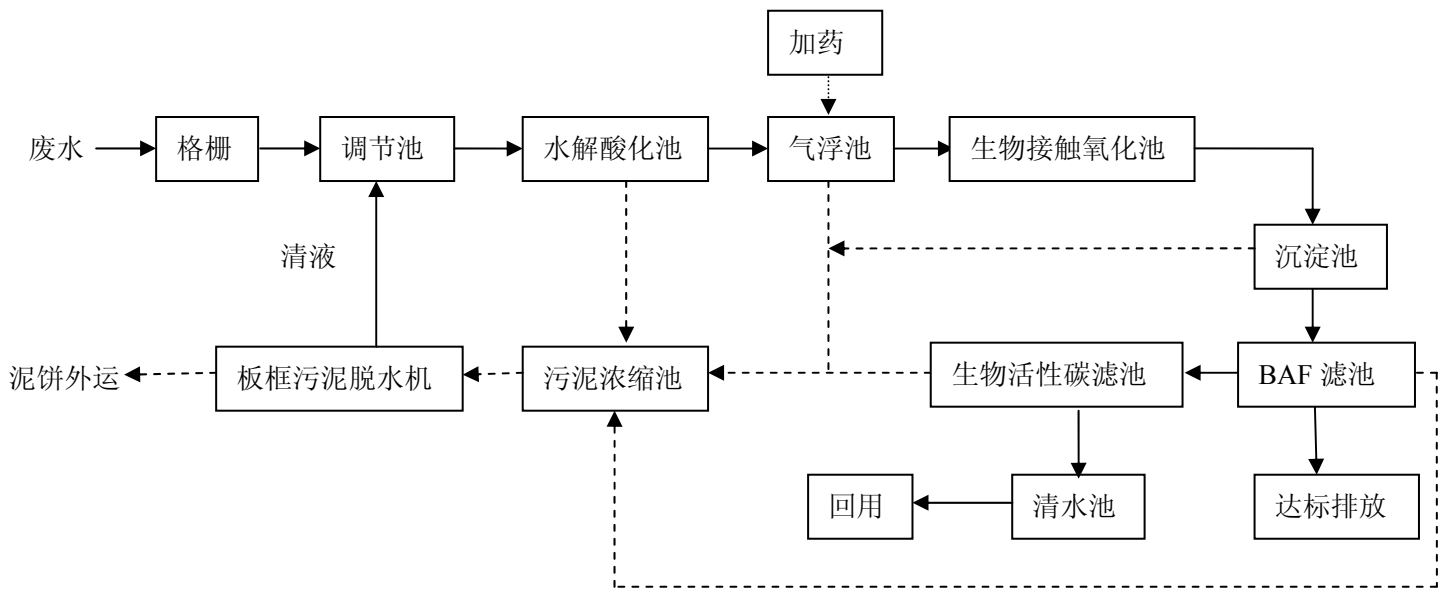 加药
废水
格栅
调节池
水解酸化池
气浮池
生物接触氧化池
清液
沉淀池
泥饼外运
板框污泥脱水机
污泥浓缩池
生物活性碳滤池
BAF 滤池
回用
清水池
达标排放